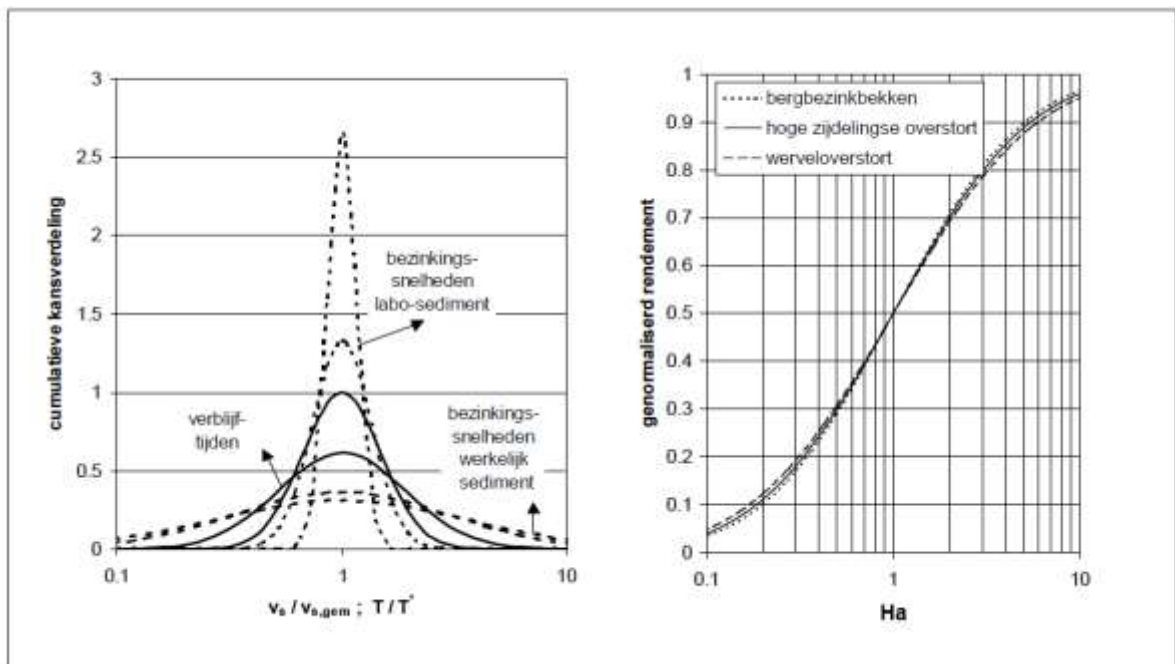 cumulatieve kansverdeling
3
2.5
2
1.5
1
0.5
0
0.1
1
10
bezinkings-
snelheden
labo-sediment
verblijf-
tijden
bezinkings-
snelheden
werkelijk
sediment
v_s / v_s,gem ; T / T*
genormaliserd rendement
1
0.9
0.8
0.7
0.6
0.5
0.4
0.3
0.2
0.1
0
0.1
1
10
bergbezinkbekken
hoge zijdelingse overstort
werveloverstort
Ha